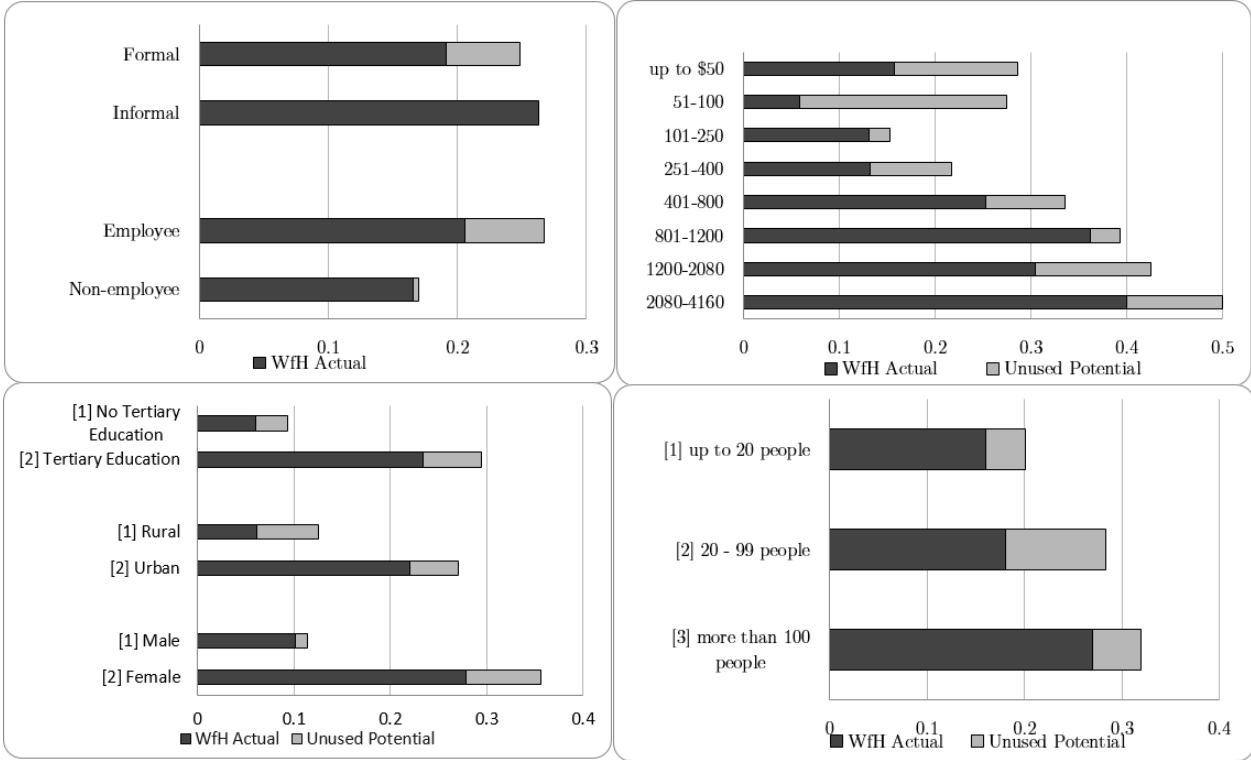 Formal
Informal
Employee
Non-employee
0 0.1 0.2 0.3
WfH Actual
up to $50
51-100
101-250
251-400
401-800
801-1200
1200-2080
2080-4160
0 0.1 0.2 0.3 0.4 0.5
WfH Actual Unused Potential
[1] No Tertiary
Education
[2] Tertiary Education
[1] Rural
[2] Urban
[1] Male
[2] Female
0 0.1 0.2 0.3 0.4
WfH Actual Unused Potential
[1] up to 20 people
[2] 20 - 99 people
[3] more than 100
people
0 0.1 0.2 0.3 0.4
WfH Actual Unused Potential